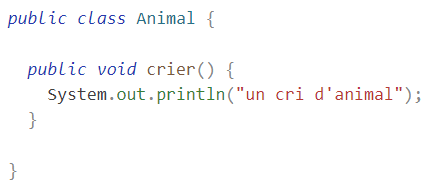 public class Animal {
public void crier() {
System.out.println("un cri d'animal");
}
}